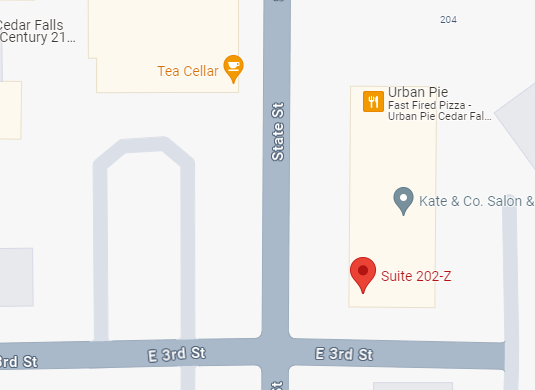 204
Cedar Falls
Century 21...
Tea Cellar
Urban Pie
Fast Fired Pizza -
Urban Pie Cedar Fal...
State St
Kate & Co. Salon &
Suite 202-Z
3rd St
E 3rd St
E 3rd St
St